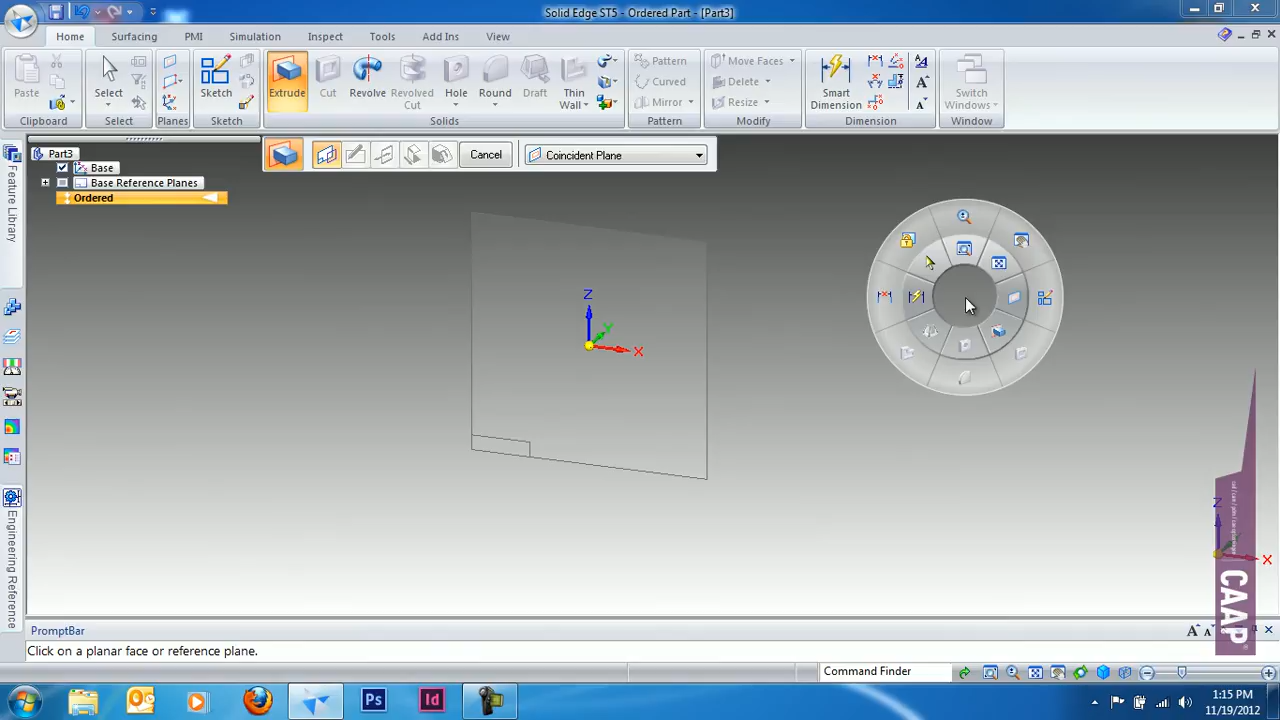 Solid Edge ST5 - Ordered Part - [Part3]
Home
Surfacing
PMI
Simulation
Inspect
Tools
Add Ins
View
Paste
Clipboard
Select
Select
Planes
Sketch
Sketch
Extrude
Cut
Revolve
Revolved
Cut
Hole
Round
Draft
Thin
Wall
Solids
Pattern
Curved
Mirror
Pattern
Move Faces
Delete
Resize
Modify
Smart
Dimension
Dimension
Switch
Windows
Window
Part3
Base
Base Reference Planes
Ordered
Cancel
Coincident Plane
Feature Library
Engineering Reference
Z
Y
X
Z
X
CAAP®
PromptBar
Click on a planar face or reference plane.
Command Finder
Ps
Id
1:15 PM
11/19/2012